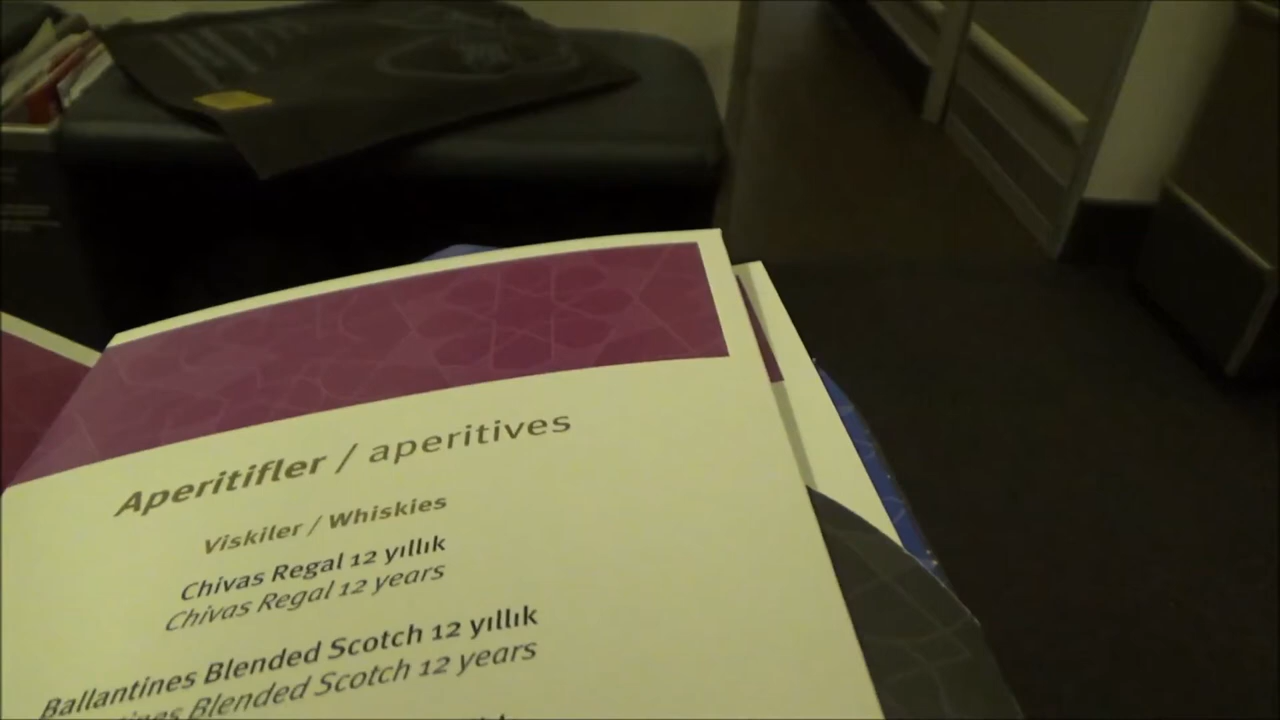 Aperitifler / aperitives
Viskiler / Whiskies
Chivas Regal 12 yıllık
Chivas Regal 12 years
Ballantines Blended Scotch 12 yıllık
Blended Scotch 12 years